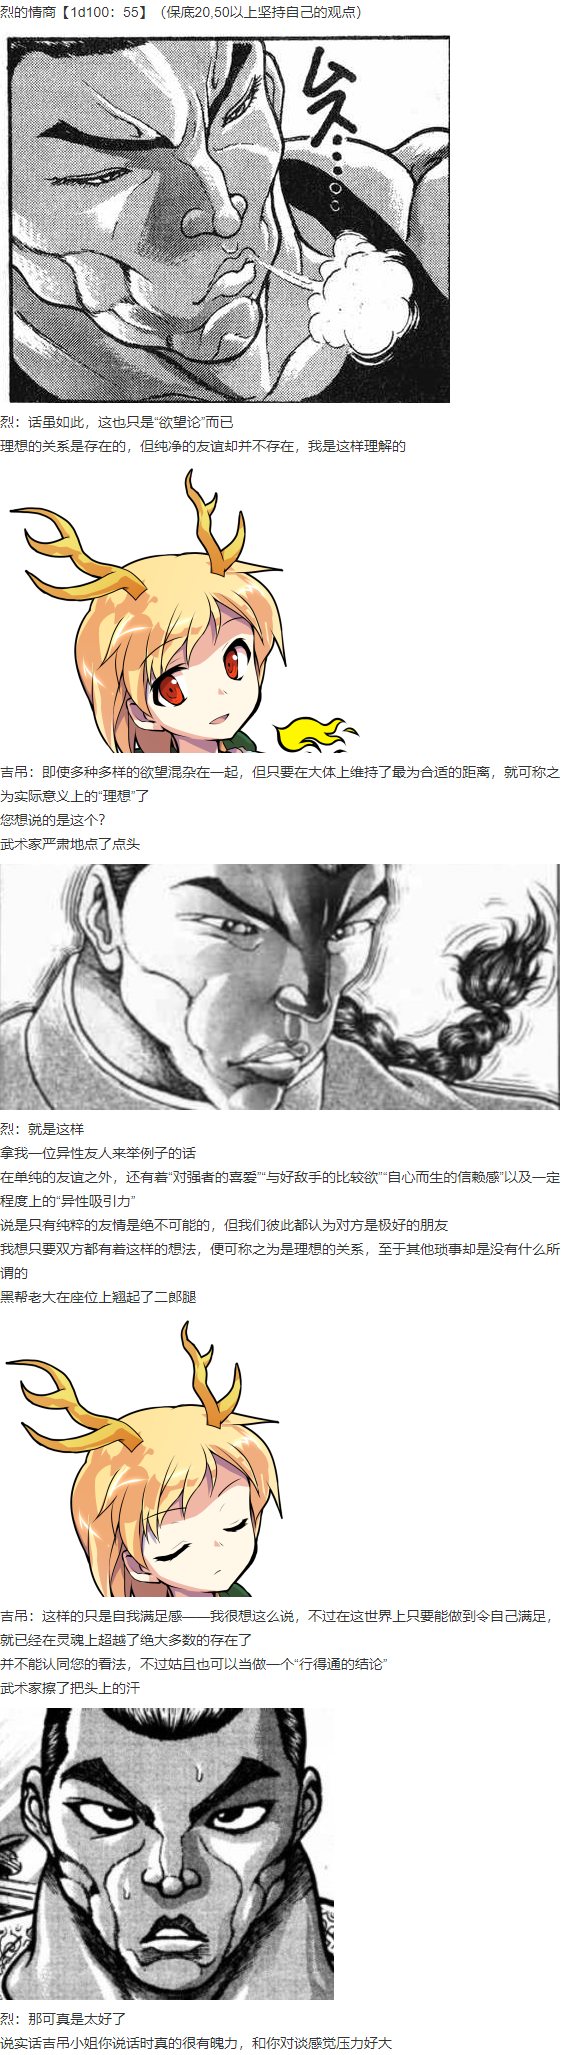 烈的情商【1d100：55】（保底20,50以上坚持自己的观点）
ムス……
烈：话虽如此，这也只是“欲望论”而已
理想的关系是存在的，但纯净的友谊却并不存在，我是这样理解的
吉吊：即使多种多样的欲望混杂在一起，但只要在大体上维持了最为合适的距离，就可称之
为实际意义上的“理想”了
您想说的是这个？
武术家严肃地点了点头
烈：就是这样
拿我一位异性友人来举例子的话
在单纯的友谊之外，还有着“对强者的喜爱”“与好敌手的比较欲”“自心而生的信赖感”以及一定
程度上的“异性吸引力”
说是只有纯粹的友情是绝不可能的，但我们彼此都认为对方是极好的朋友
我想只要双方都有着这样的想法，便可称之为是理想的关系，至于其他琐事却是没有什么所
谓的
黑帮老大在座位上翘起了二郎腿
吉吊：这样的只是自我满足感——我很想这么说，不过在这世界上只要能做到令自己满足，
就已经在灵魂上超越了绝大多数的存在了
并不能认同您的看法，不过姑且也可以当做一个“行得通的结论”
武术家擦了把头上的汗
烈：那可真是太好了
说实话吉吊小姐你说话时真的很有魄力，和你对谈感觉压力好大